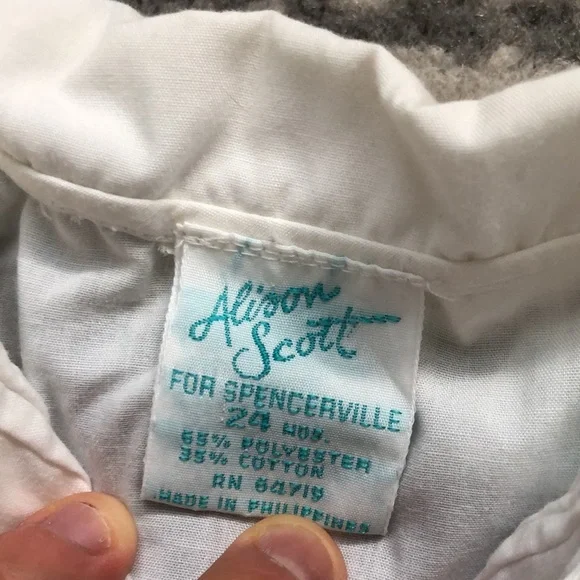 Alison
Scott
FOR SPENCERVILLE
24 MOS.
65% POLYESTER
35% COTTON
RN 64719
MADE IN PHILIPPINES